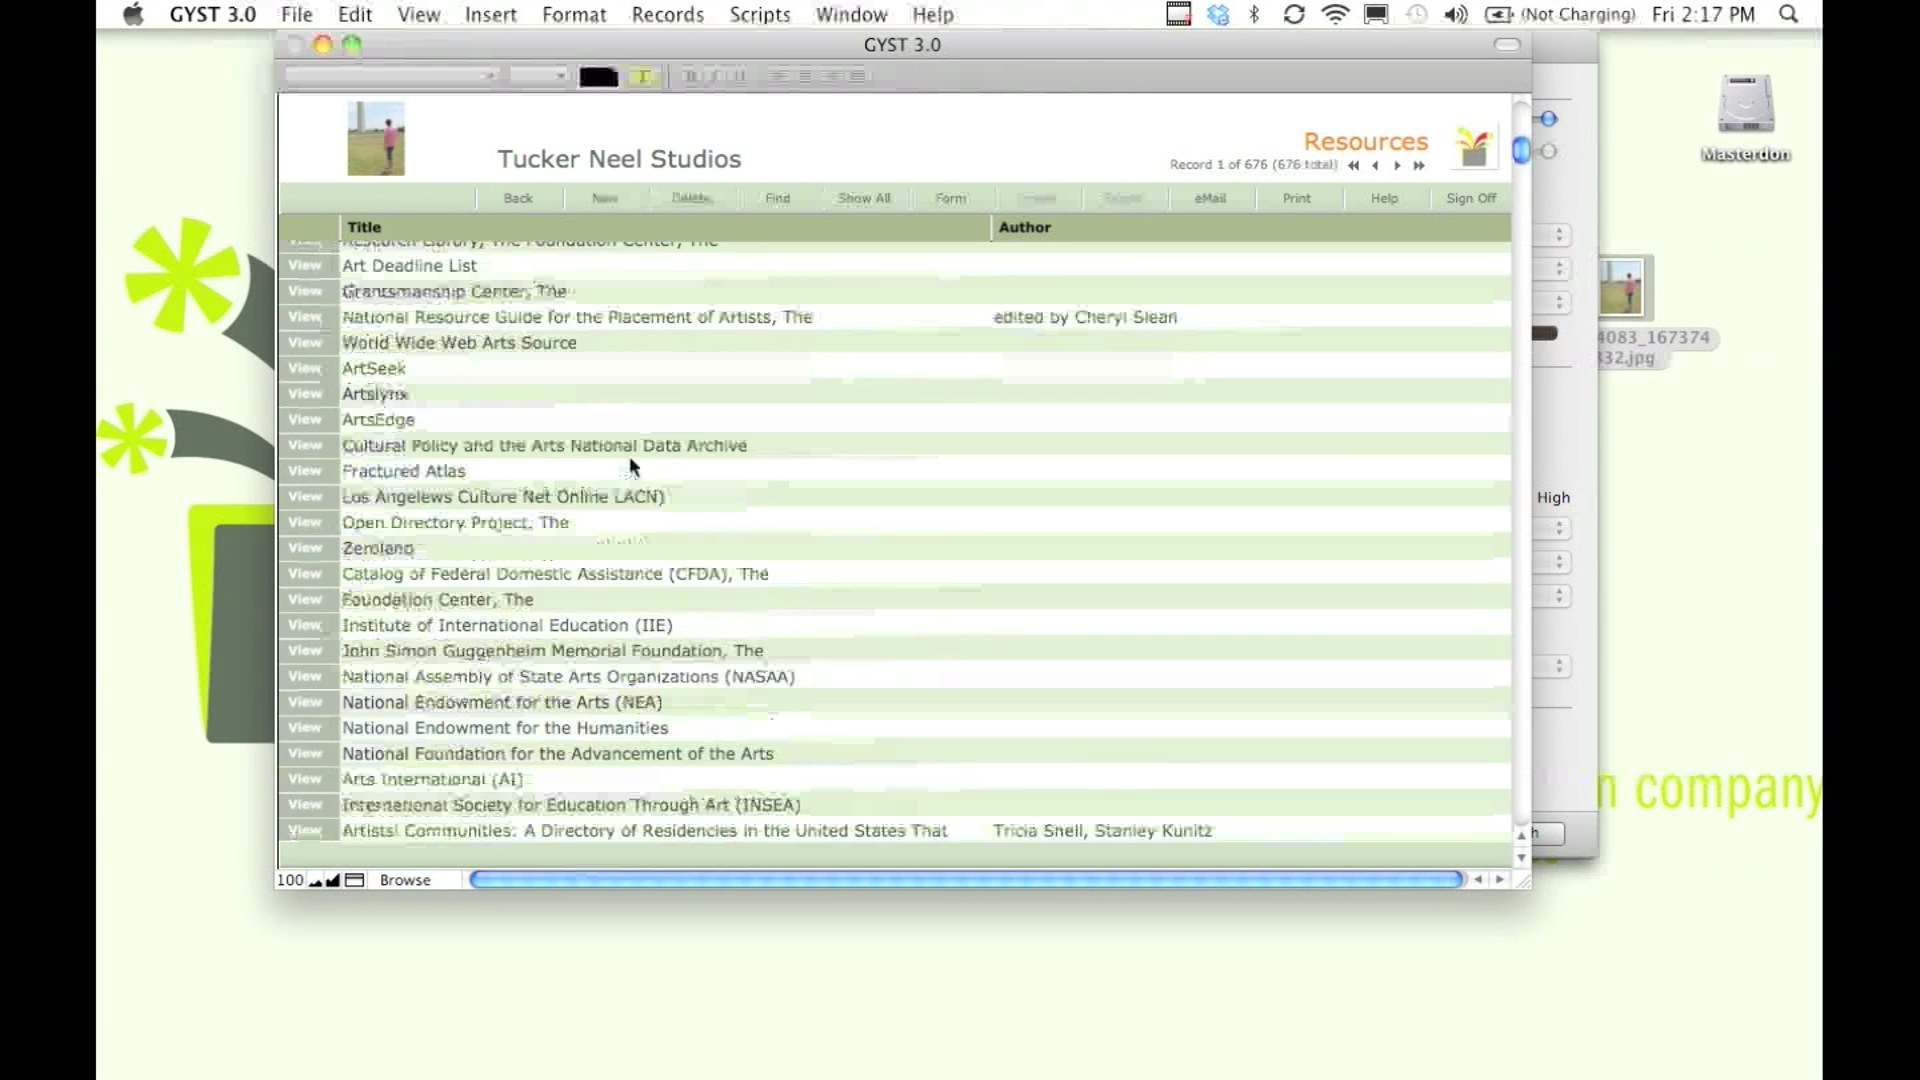 GYST 3.0 File Edit View Insert Format Records Scripts Window Help (Not Charging) Fri 2:17 PM
GYST 3.0
Masterdon
Tucker Neel Studios
Resources
Record 1 of 676 (676 total)
Back New Delete Find Show All Form eMail Print Help Sign Off
Title Author
Research Library, The Foundation Center, The
View Art Deadline List
View Grantsmanship Center, The
View National Resource Guide for the Placement of Artists, The edited by Cheryl Slean
View World Wide Web Arts Source
View ArtSeek
View Artslynx
View ArtsEdge
View Cultural Policy and the Arts National Data Archive
View Fractured Atlas
View Los Angelews Culture Net Online LACN)
View Open Directory Project, The
View Zeroland
View Catalog of Federal Domestic Assistance (CFDA), The
View Foundation Center, The
View Institute of International Education (IIE)
View John Simon Guggenheim Memorial Foundation, The
View National Assembly of State Arts Organizations (NASAA)
View National Endowment for the Arts (NEA)
View National Endowment for the Humanities
View National Foundation for the Advancement of the Arts
View Arts International (AI)
View International Society for Education Through Art (INSEA)
View Artists Communities: A Directory of Residencies in the United States That Tricia Snell, Stanley Kunitz
100 Browse
4083_167374
332.jpg
High
n company
h